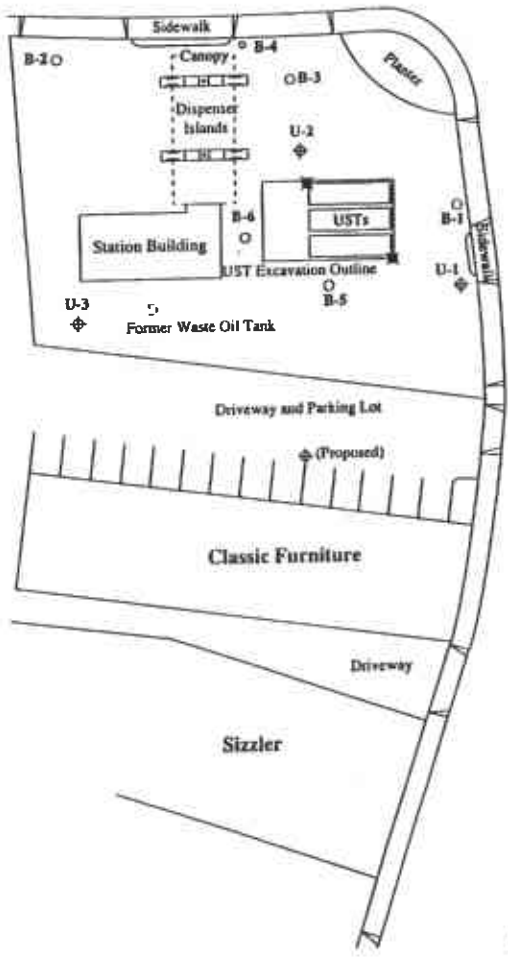 Sidewalk
B-2
Canopy
B-4
B-3
Planter
Dispenser
Islands
U-2
B-6
USTs
B-1
Sidewalk
Station Building
UST Excavation Outline
U-1
B-5
U-3
Former Waste Oil Tank
Driveway and Parking Lot
(Proposed)
Classic Furniture
Driveway
Sizzler